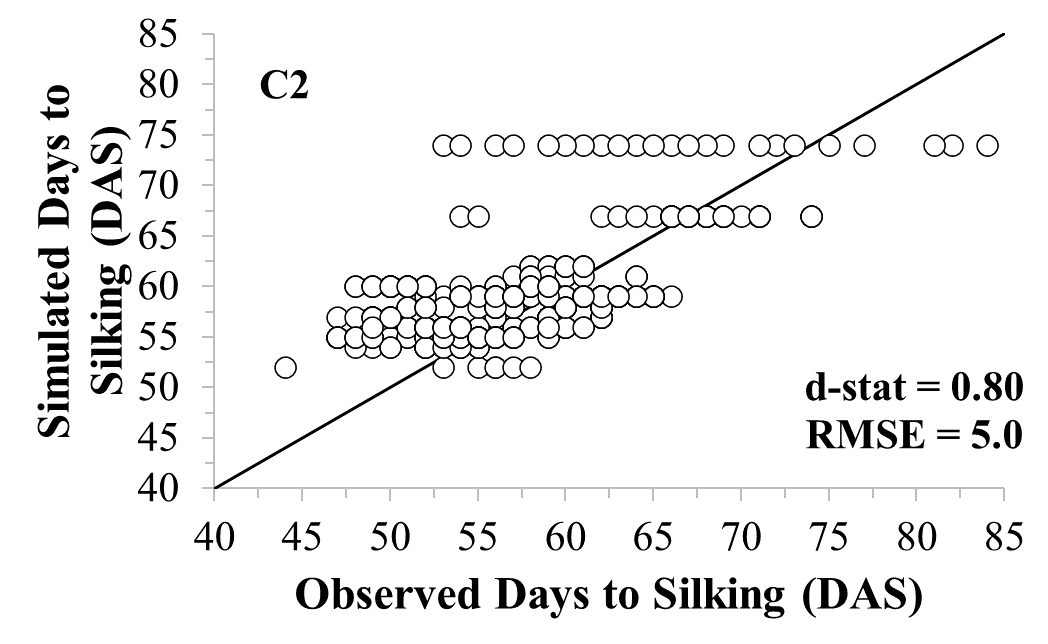 Simulated Days to
Silking (DAS)
85
80
75
70
65
60
55
50
45
40
C2
d-stat = 0.80
RMSE = 5.0
40 45 50 55 60 65 70 75 80 85
Observed Days to Silking (DAS)